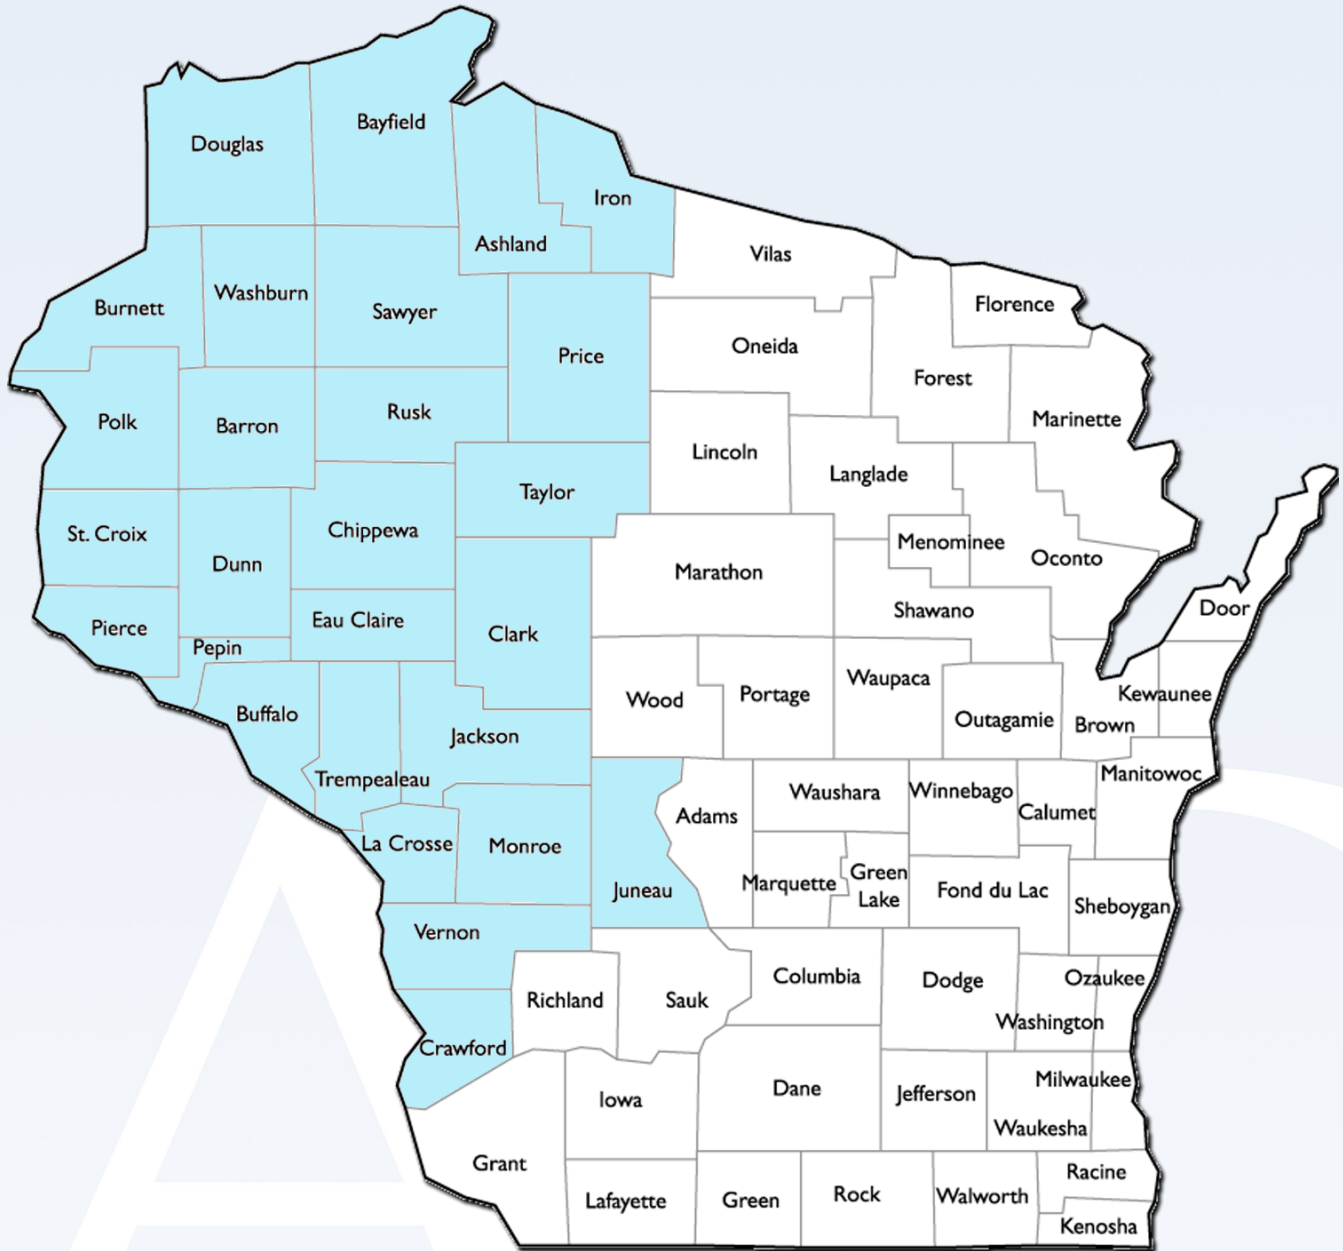 Douglas
Bayfield
Iron
Ashland
Vilas
Burnett
Washburn
Sawyer
Price
Florence
Oneida
Forest
Marinette
Polk
Barron
Rusk
Lincoln
Langlade
Taylor
St. Croix
Dunn
Chippewa
Marathon
Menominee
Oconto
Pierce
Pepin
Eau Claire
Clark
Shawano
Door
Buffalo
Jackson
Wood
Portage
Waupaca
Outagamie
Brown
Kewaunee
Trempealeau
Manitowoc
La Crosse
Monroe
Juneau
Adams
Waushara
Winnebago
Calumet
Marquette
Green
Lake
Fond du Lac
Sheboygan
Vernon
Richland
Sauk
Columbia
Dodge
Ozaukee
Washington
Crawford
Iowa
Dane
Jefferson
Milwaukee
Waukesha
Grant
Lafayette
Green
Rock
Walworth
Racine
Kenosha